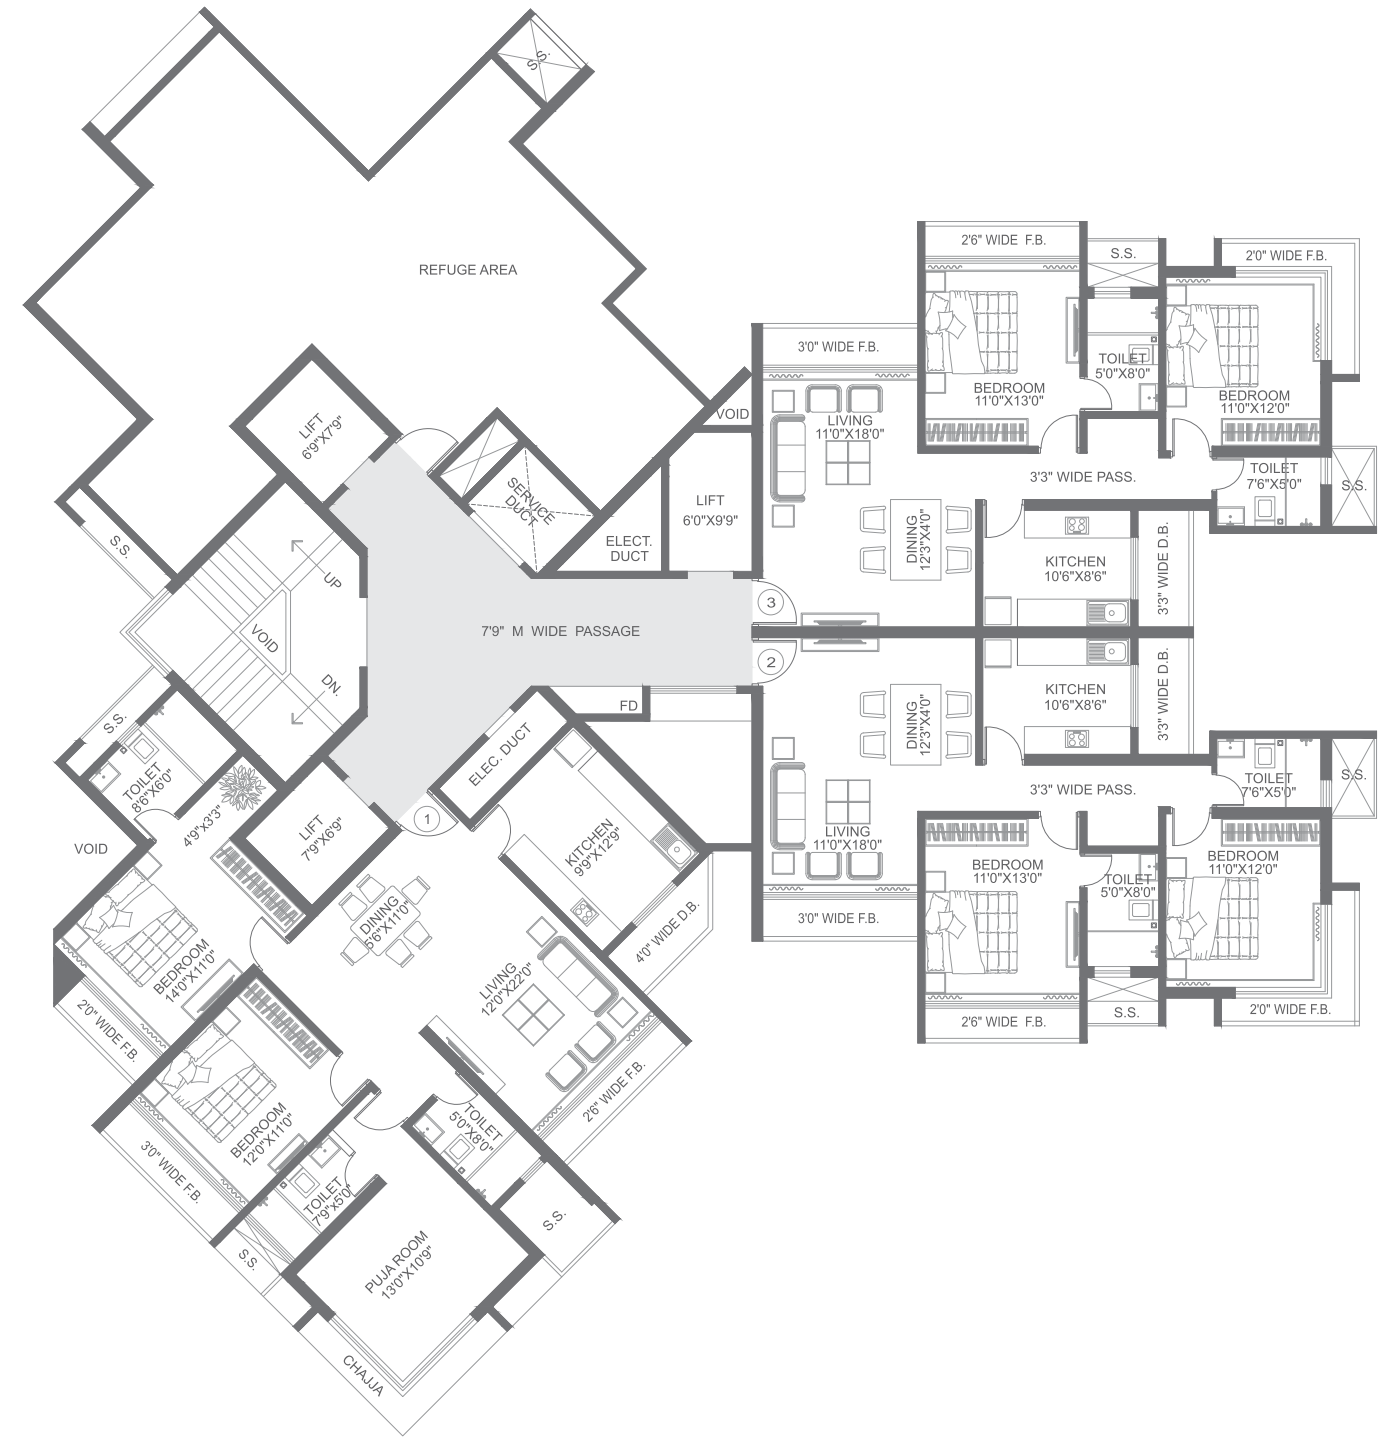 S.S.
REFUGE AREA
2'6" WIDE F.B.
S.S.
2'0" WIDE F.B.
3'0" WIDE F.B.
TOILET
5'0"X8'0"
BEDROOM
11'0"X13'0"
BEDROOM
11'0"X12'0"
VOID
LIVING
11'0"X18'0"
LIFT
6'9"X7'9"
3'3" WIDE PASS.
TOILET
7'6"X5'0"
S.S.
SERVICE
DUCT
LIFT
6'0"X9'9"
S.S.
ELECT.
DUCT
DINING
12'3"X4'0"
KITCHEN
10'6"X8'6"
3'3" WIDE D.B.
UP
VOID
DN.
7'9" M WIDE PASSAGE
3
2
FD
DINING
12'3"X4'0"
KITCHEN
10'6"X8'6"
3'3" WIDE D.B.
S.S.
TOILET
8'6"X6'0"
ELEC. DUCT
3'3" WIDE PASS.
TOILET
7'6"X5'0"
S.S.
4'9"x3'3"
LIFT
7'9"X6'9"
1
KITCHEN
9'9"X12'9"
LIVING
11'0"X18'0"
VOID
BEDROOM
11'0"X13'0"
TOILET
5'0"X8'0"
BEDROOM
11'0"X12'0"
DINING
5'6"X11'0"
3'0" WIDE F.B.
4'0" WIDE D.B.
BEDROOM
14'0"X11'0"
LIVING
12'0"X22'0"
2'6" WIDE F.B.
S.S.
2'0" WIDE F.B.
2'0" WIDE F.B.
2'6" WIDE F.B.
BEDROOM
12'0"X11'0"
TOILET
5'0"X8'0"
3'0" WIDE F.B.
TOILET
7'9"x5'0"
S.S.
S.S.
PUJA ROOM
13'0"X10'9"
CHAJJA